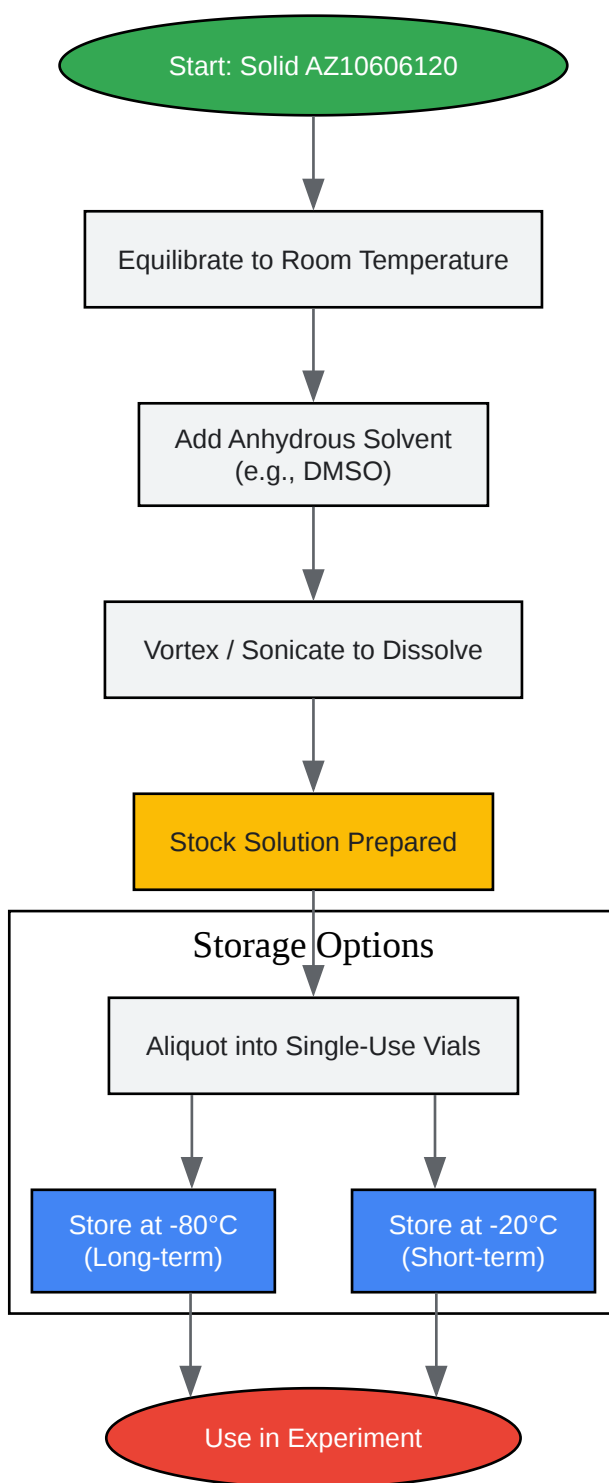 Start: Solid AZ10606120
Equilibrate to Room Temperature
Add Anhydrous Solvent
(e.g., DMSO)
Vortex / Sonicate to Dissolve
Stock Solution Prepared
Storage Options
Aliquot into Single-Use Vials
Store at -80°C
(Long-term)
Store at -20°C
(Short-term)
Use in Experiment